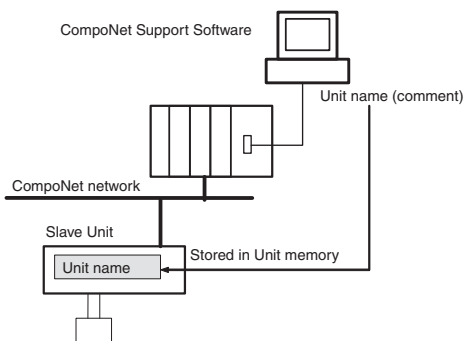 CompoNet Support Software
Unit name (comment)
CompoNet network
Slave Unit
Stored in Unit memory
Unit name